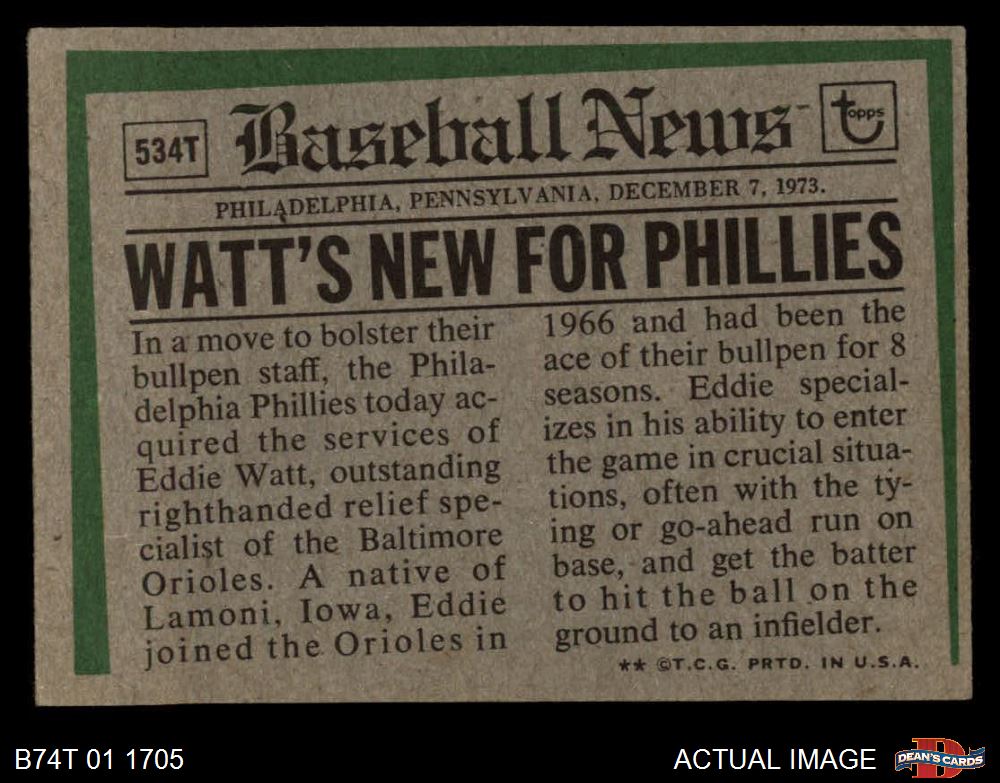 534T
Baseball News
Topps
PHILADELPHIA, PENNSYLVANIA, DECEMBER 7, 1973.
WATT'S NEW FOR PHILLIES
In a move to bolster their
bullpen staff, the Phila-
delphia Phillies today ac-
quired the services of
Eddie Watt, outstanding
righthanded relief spe-
cialist of the Baltimore
Orioles. A native of
Lamoni, Iowa, Eddie
joined the Orioles in
1966 and had been the
ace of their bullpen for 8
seasons. Eddie special-
izes in his ability to enter
the game in crucial situa-
tions, often with the ty-
ing or go-ahead run on
base, and get the batter
to hit the ball on the
ground to an infielder.
** ©T.C.G. PRTD. IN U.S.A.
B74T 01 1705
ACTUAL IMAGE
D
DEAN'S CARDS